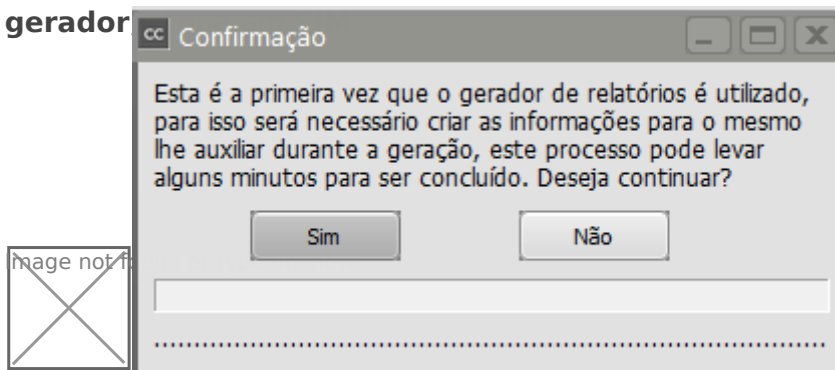 gerador
cc Confirmação
Esta é a primeira vez que o gerador de relatórios é utilizado,
para isso será necessário criar as informações para o mesmo
lhe auxiliar durante a geração, este processo pode levar
alguns minutos para ser concluído. Deseja continuar?
Sim Não
Image not